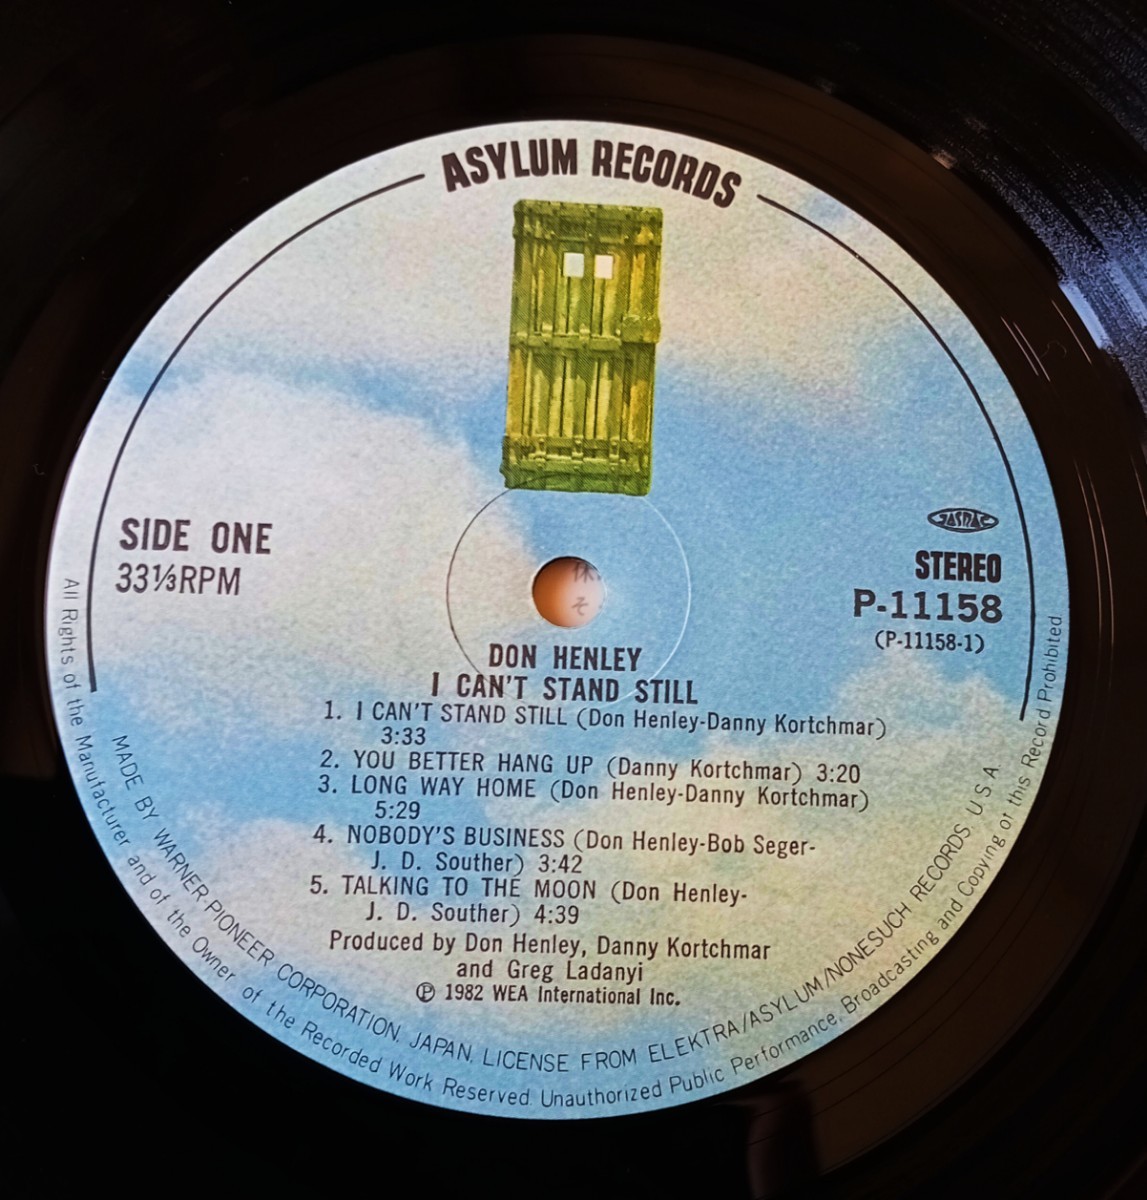 ASYLUM RECORDS
SIDE ONE
33⅓RPM
JASRAC
STEREO
P-11158
(P-11158-1)
DON HENLEY
I CAN'T STAND STILL
1. I CAN'T STAND STILL (Don Henley-Danny Kortchmar)
3:33
2. YOU BETTER HANG UP (Danny Kortchmar) 3:20
3. LONG WAY HOME (Don Henley-Danny Kortchmar)
5:29
4. NOBODY'S BUSINESS (Don Henley-Bob Seger-
J. D. Souther) 3:42
5. TALKING TO THE MOON (Don Henley-
J. D. Souther) 4:39
Produced by Don Henley, Danny Kortchmar
and Greg Ladanyi
℗ 1982 WEA International Inc.
MADE BY WARNER-PIONEER CORPORATION, JAPAN. LICENSE FROM ELEKTRA/ASYLUM/NONESUCH RECORDS, U.S.A.
All Rights of the Manufacturer and of the Owner of the Recorded Work Reserved. Unauthorized Public Performance, Broadcasting and Copying of this Record Prohibited.